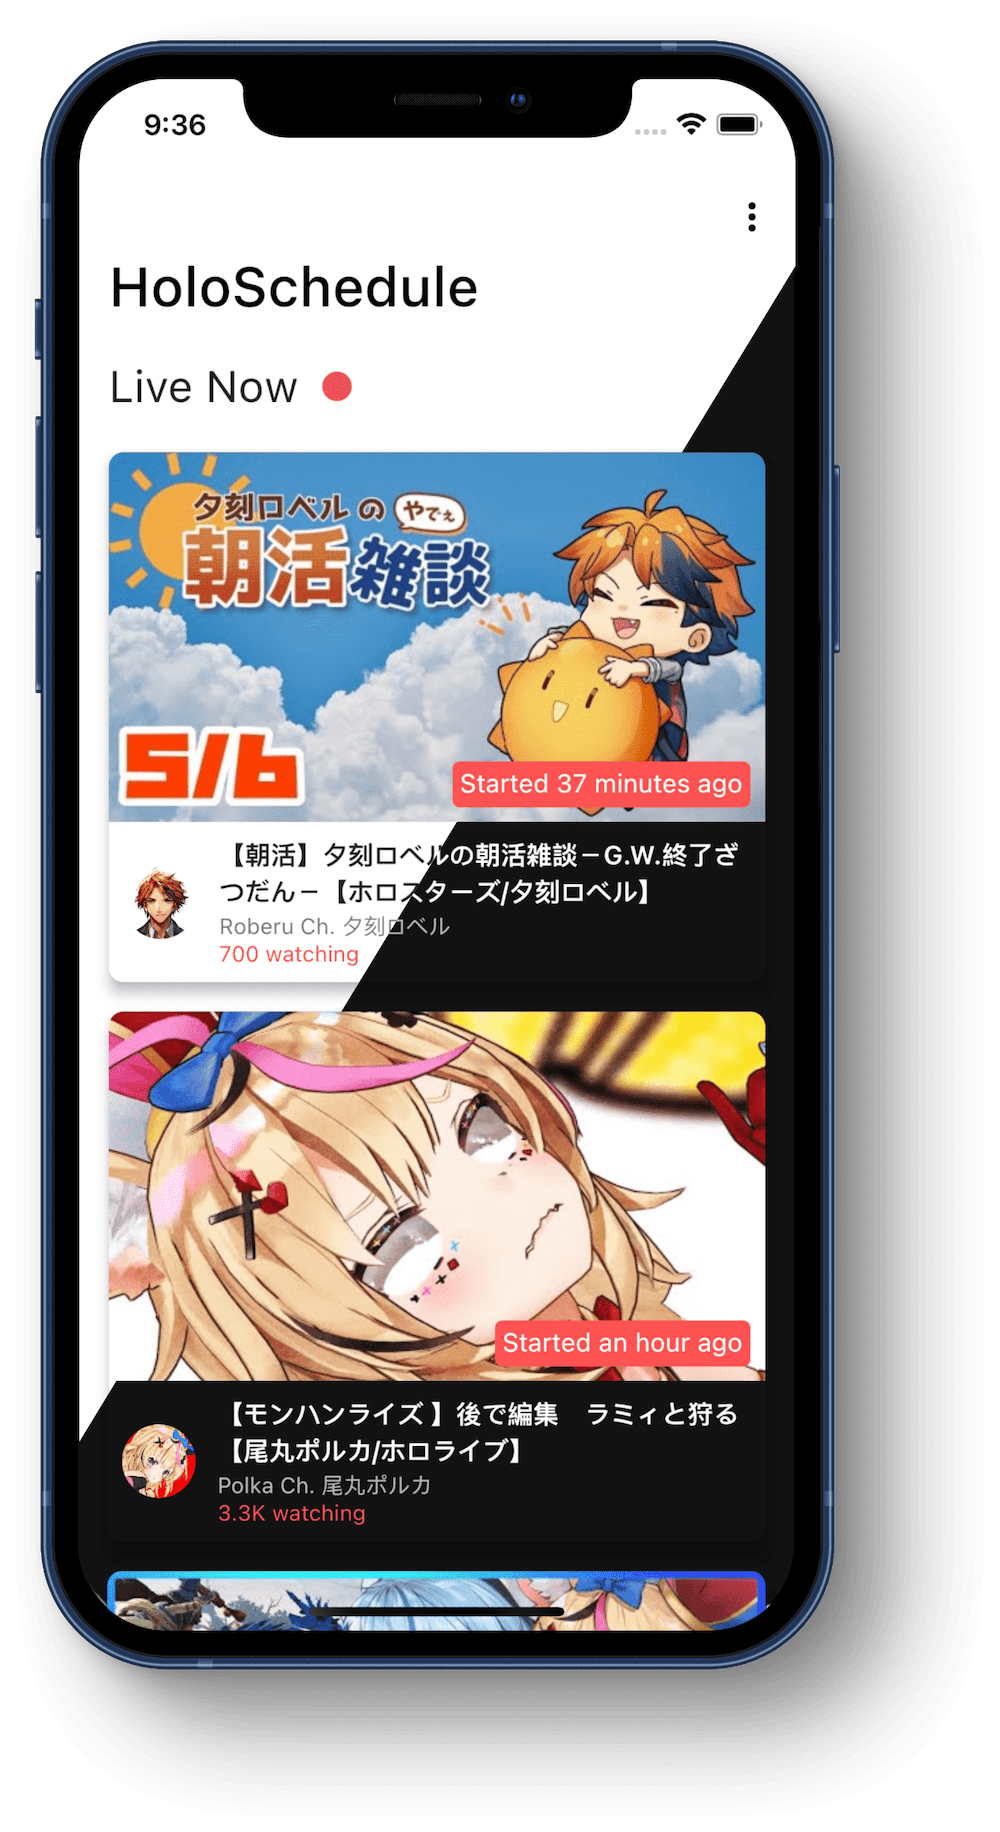 9:36
HoloSchedule
Live Now
夕刻ロベル の やでぇ
朝活雑談
5/6
Started 37 minutes ago
【朝活】夕刻ロベルの朝活雑談－G.W.終了ざ
つだん－【ホロスターズ/夕刻ロベル】
Roberu Ch. 夕刻ロベル
700 watching
Started an hour ago
【モンハンライズ 】後で編集　ラミィと狩る
【尾丸ポルカ/ホロライブ】
Polka Ch. 尾丸ポルカ
3.3K watching